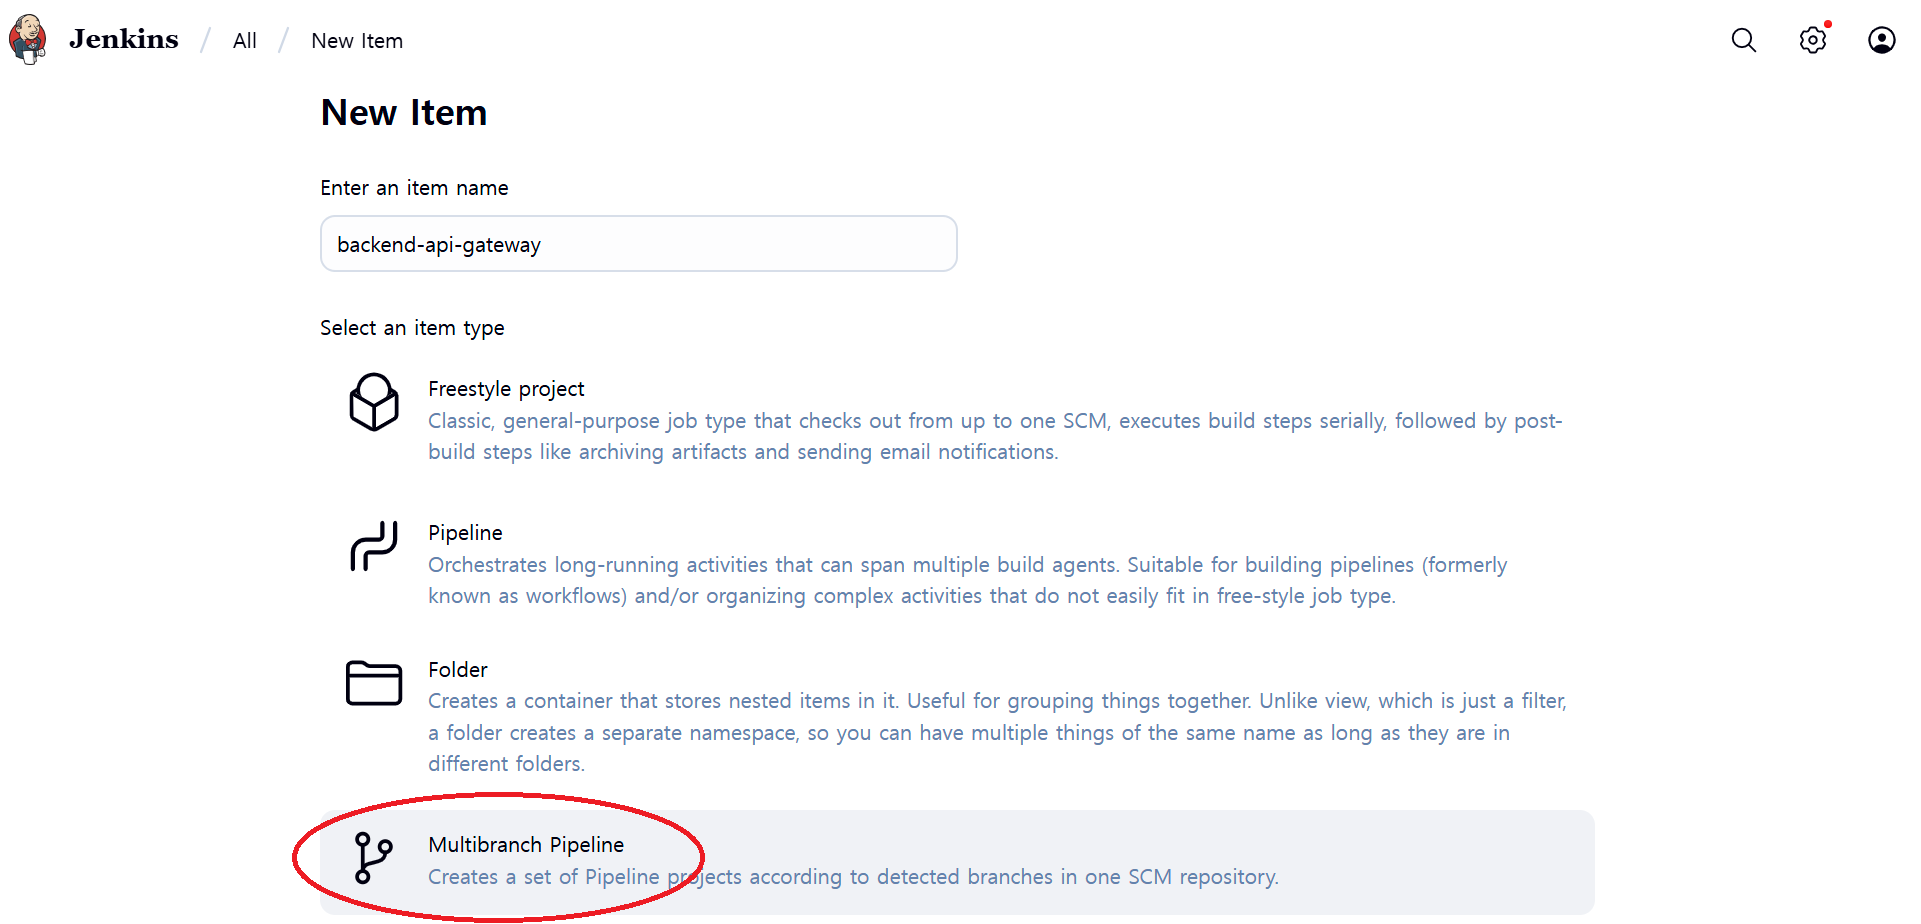 Jenkins / All / New Item
New Item
Enter an item name
backend-api-gateway
Select an item type
Freestyle project
Classic, general-purpose job type that checks out from up to one SCM, executes build steps serially, followed by post-
build steps like archiving artifacts and sending email notifications.
Pipeline
Orchestrates long-running activities that can span multiple build agents. Suitable for building pipelines (formerly
known as workflows) and/or organizing complex activities that do not easily fit in free-style job type.
Folder
Creates a container that stores nested items in it. Useful for grouping things together. Unlike view, which is just a filter,
a folder creates a separate namespace, so you can have multiple things of the same name as long as they are in
different folders.
Multibranch Pipeline
Creates a set of Pipeline projects according to detected branches in one SCM repository.